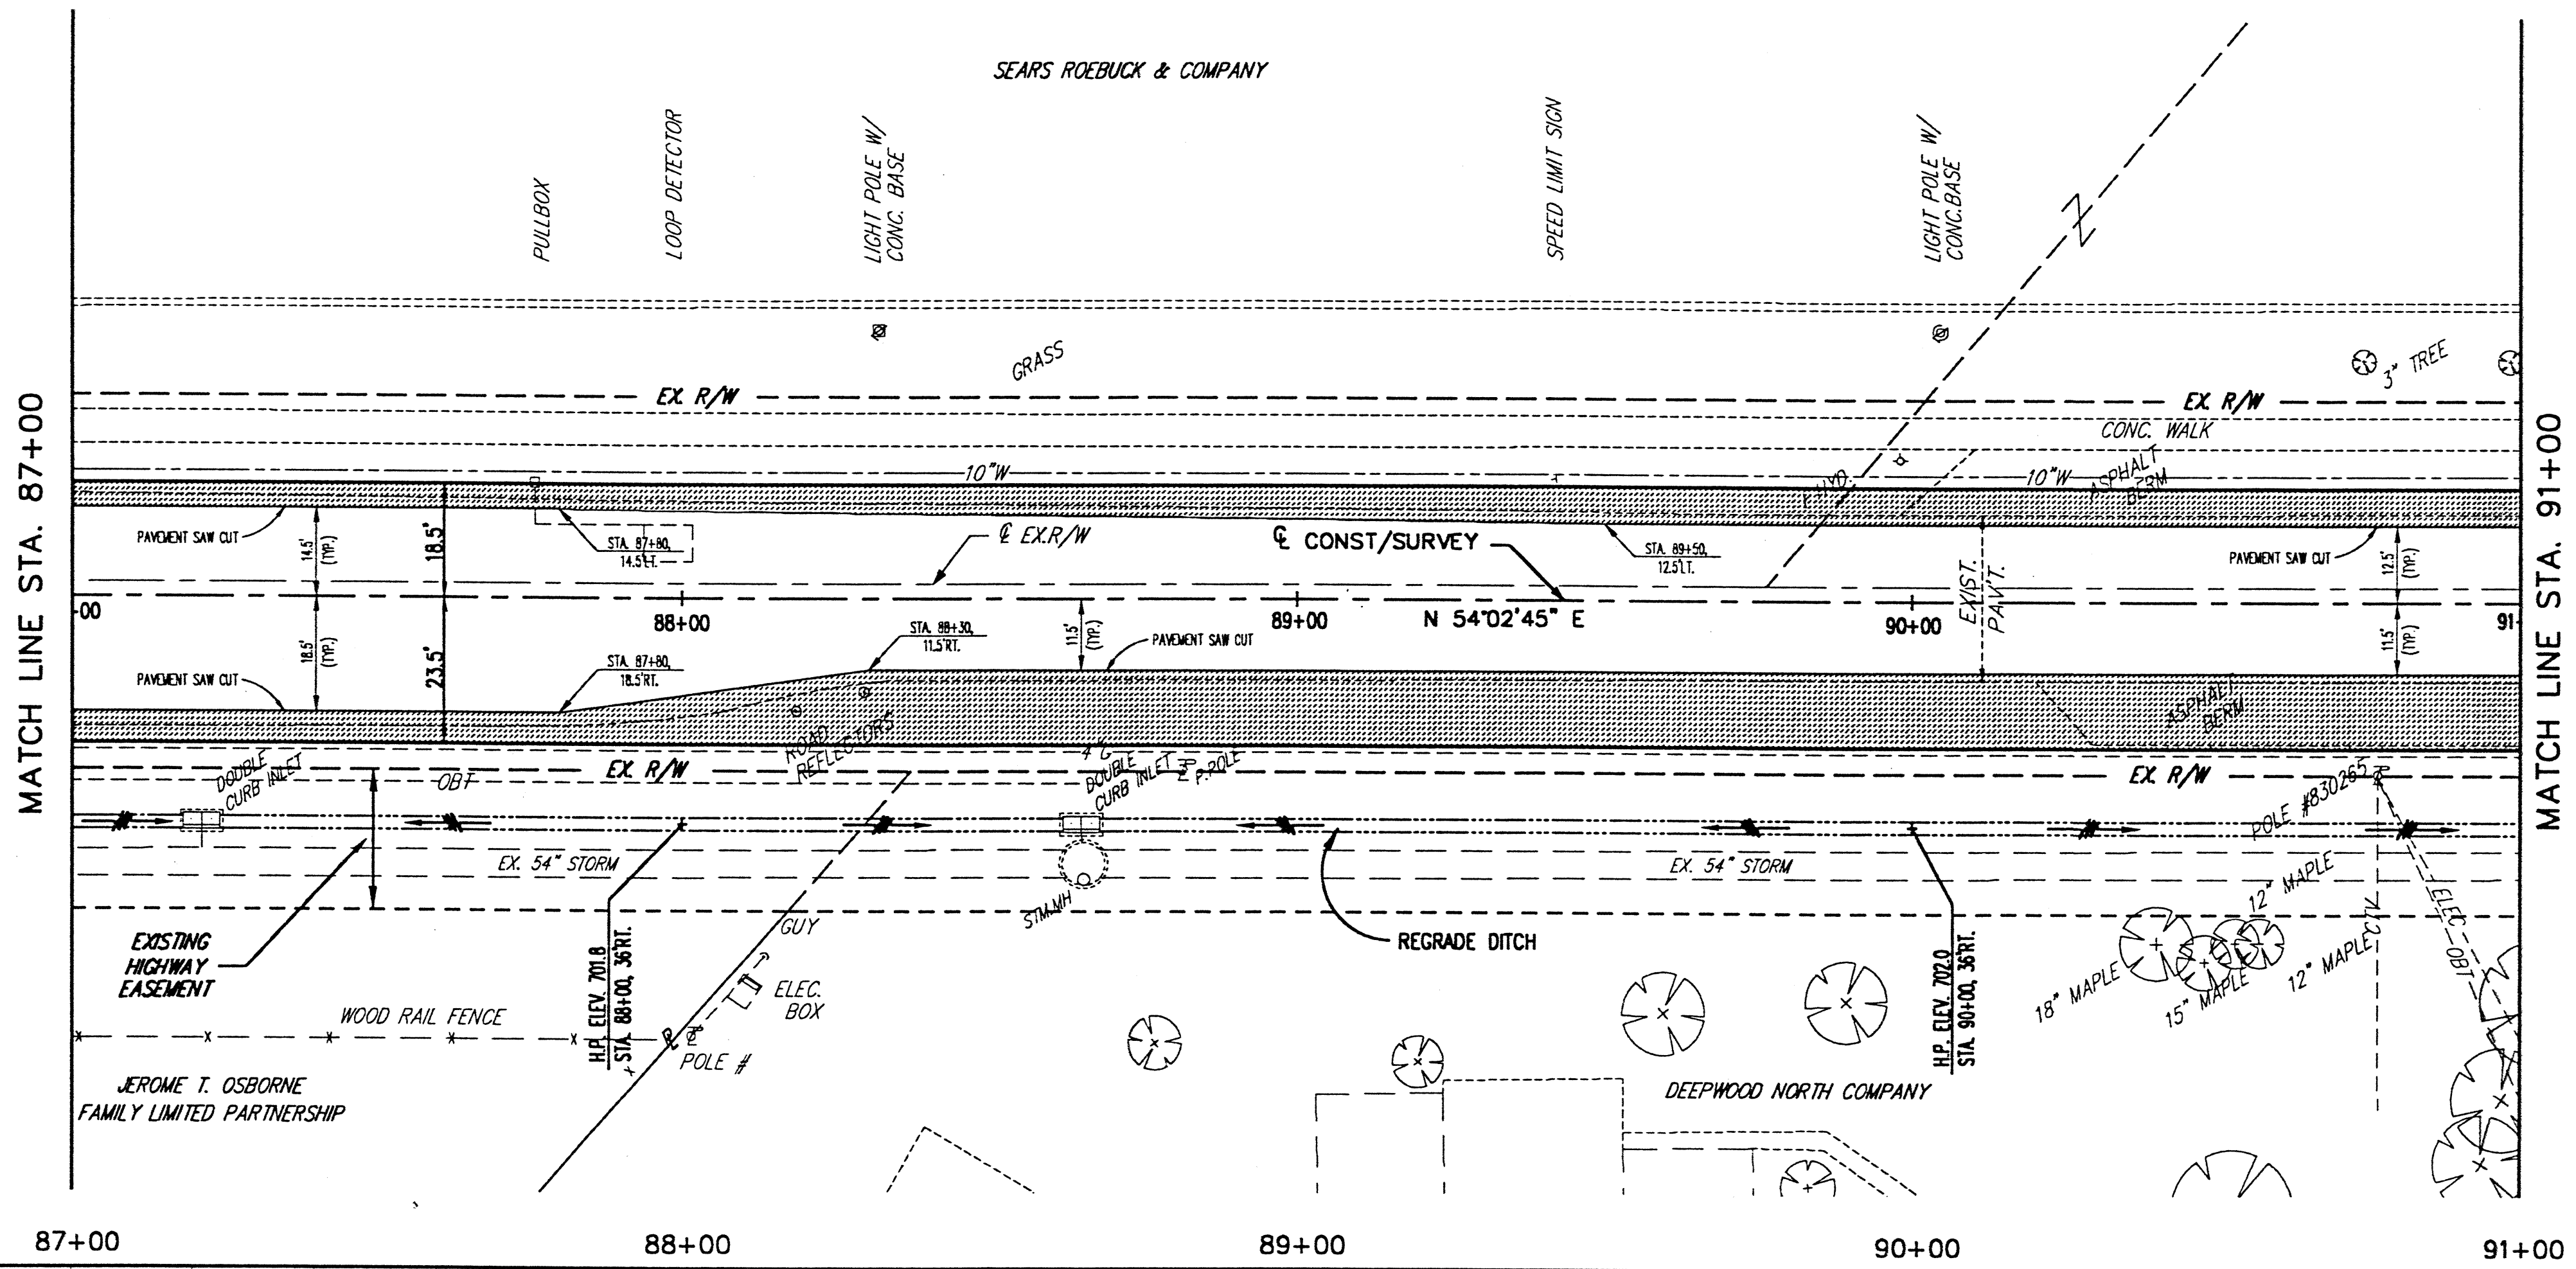 SEARS ROEBUCK & COMPANY
PULLBOX
LOOP DETECTOR
LIGHT POLE W/
CONC. BASE
SPEED LIMIT SIGN
LIGHT POLE W/
CONC.BASE
GRASS
3" TREE
EX. R/W
EX. R/W
CONC. WALK
10"W
10"W
ASPHALT
BERM
F.HYD.
MATCH LINE STA. 87+00
MATCH LINE STA. 91+00
PAVEMENT SAW CUT
14.5'
(TYP.)
18.5'
STA. 87+80,
14.5'LT.
℄ EX.R/W
℄ CONST/SURVEY
STA. 89+50,
12.5'LT.
EXIST.
PAV'T.
PAVEMENT SAW CUT
12.5'
(TYP.)
00
88+00
89+00
N 54°02'45" E
90+00
91
18.5'
(TYP.)
23.5'
STA. 88+30,
11.5'RT.
11.5'
(TYP.)
PAVEMENT SAW CUT
11.5'
(TYP.)
PAVEMENT SAW CUT
STA. 87+80,
18.5'RT.
ROAD
REFLECTORS
ASPHALT
BERM
DOUBLE
CURB INLET
OBT
EX. R/W
4"G
DOUBLE
CURB INLET
P.POLE
EX. R/W
POLE #830265
EX. 54" STORM
EX. 54" STORM
STM.MH
GUY
12" MAPLE
REGRADE DITCH
EXISTING
HIGHWAY
EASEMENT
H.P. ELEV. 701.8
STA. 88+00, 36'RT.
H.P. ELEV. 702.0
STA. 90+00, 36'RT.
18" MAPLE
15" MAPLE
12" MAPLE
CTV
ELEC
OBT
ELEC.
BOX
WOOD RAIL FENCE
POLE #
JEROME T. OSBORNE
FAMILY LIMITED PARTNERSHIP
DEEPWOOD NORTH COMPANY
87+00
88+00
89+00
90+00
91+00